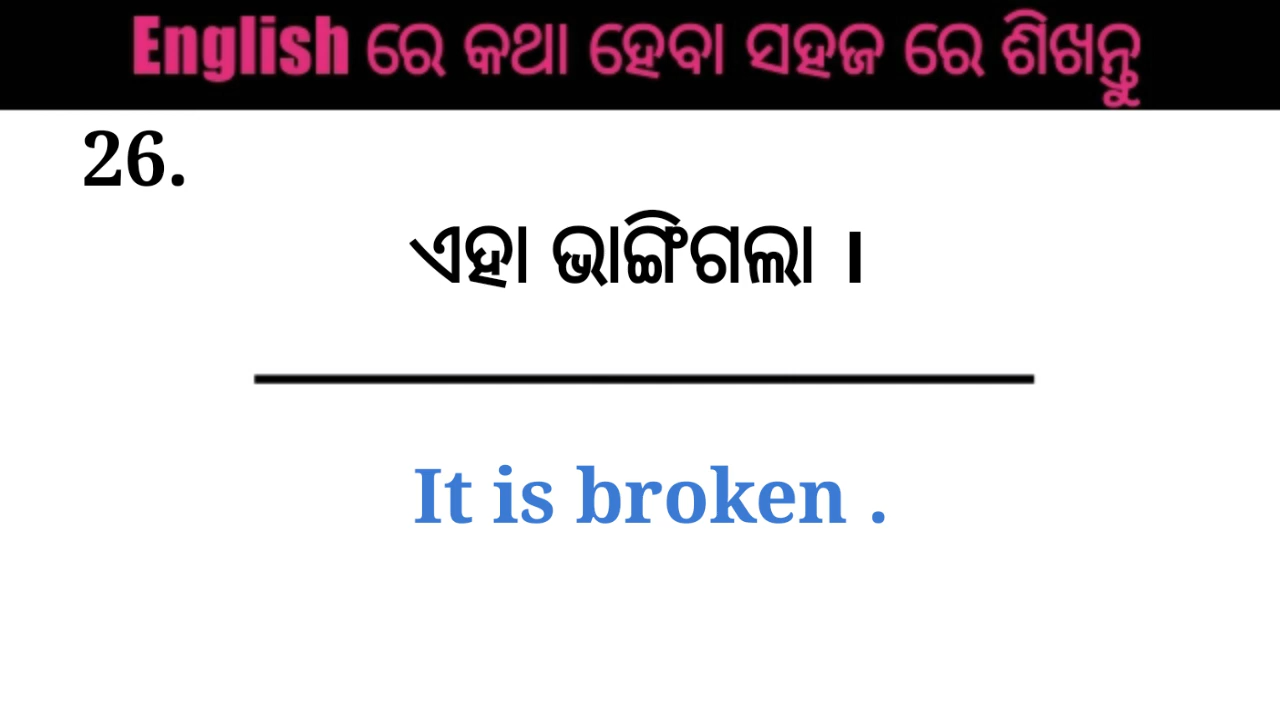 English ରେ କଥା ହେବା ସହଜ ରେ ଶିଖନ୍ତୁ
26.
ଏହା ଭାଙ୍ଗିଗଲା ।
It is broken .